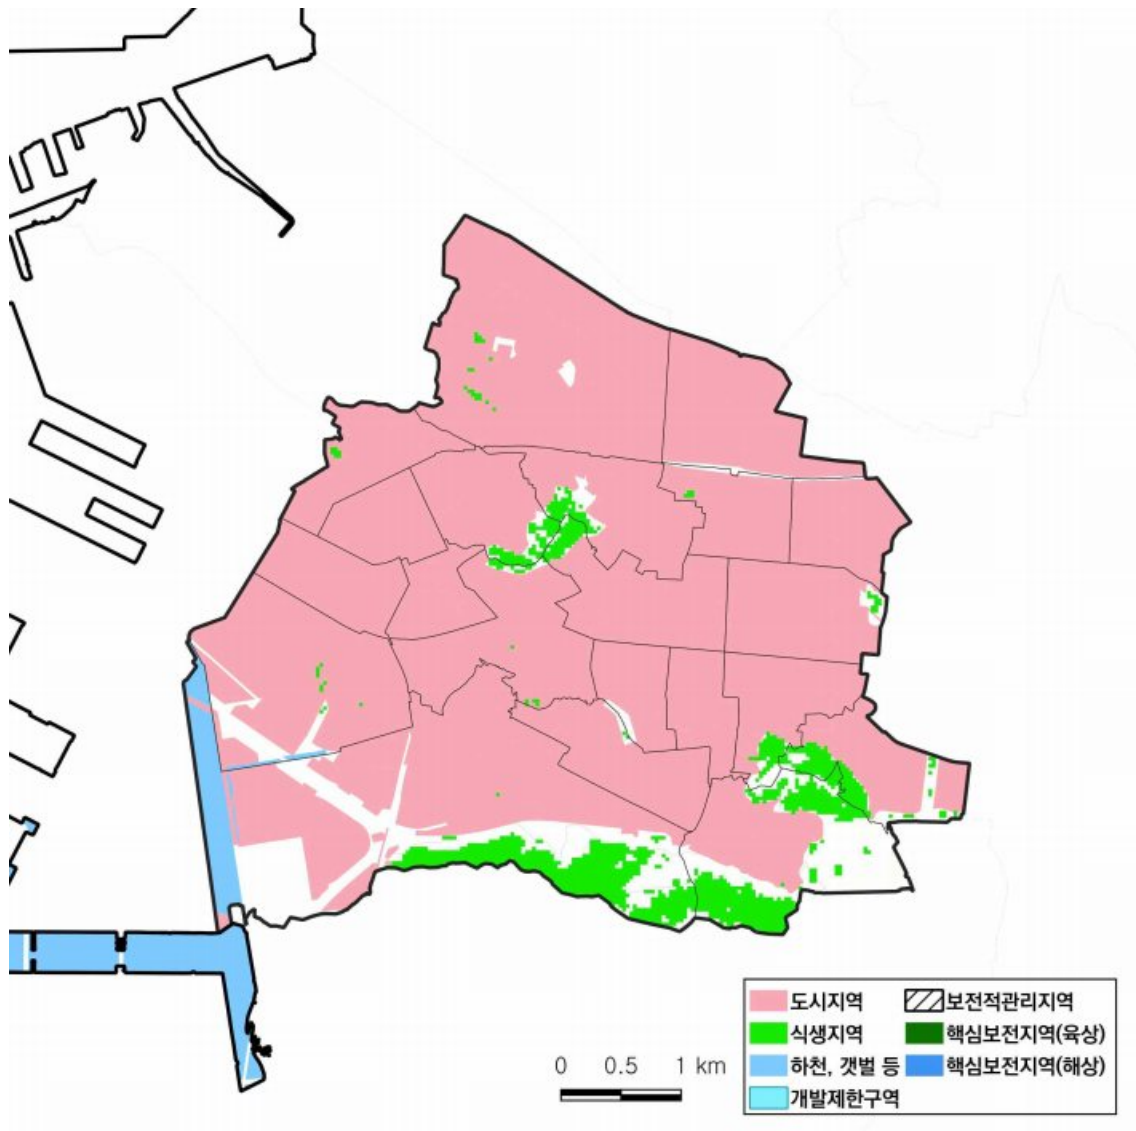 0 0.5 1 km
도시지역 보전적관리지역
식생지역 핵심보전지역(육상)
하천, 갯벌 등 핵심보전지역(해상)
개발제한구역